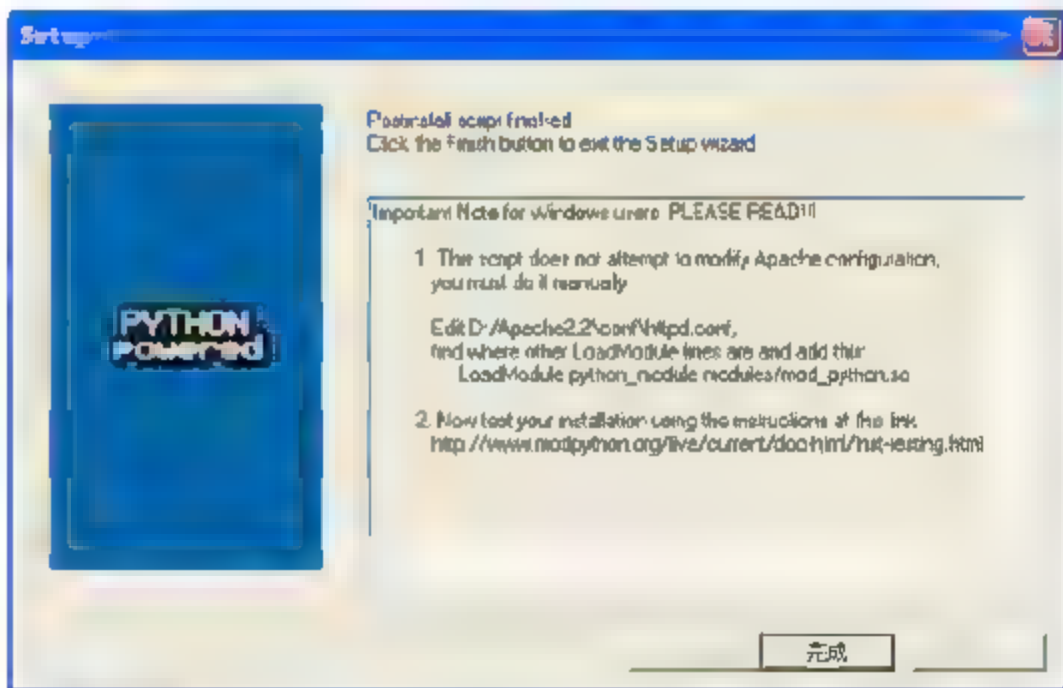 Setup
PYTHON
Powered
Postinstall script finished
Click the Finish button to exit the Setup wizard
Important Note for Windows users, PLEASE READ!!!
1. This script does not attempt to modify Apache configuration,
you must do it manually:
Edit D:/Apache2.2\conf\httpd.conf,
find where other LoadModule lines are and add this:
LoadModule python_module modules/mod_python.so
2. Now test your installation using the instructions at this link:
http://www.modpython.org/live/current/doc-html/inst-testing.html
完成